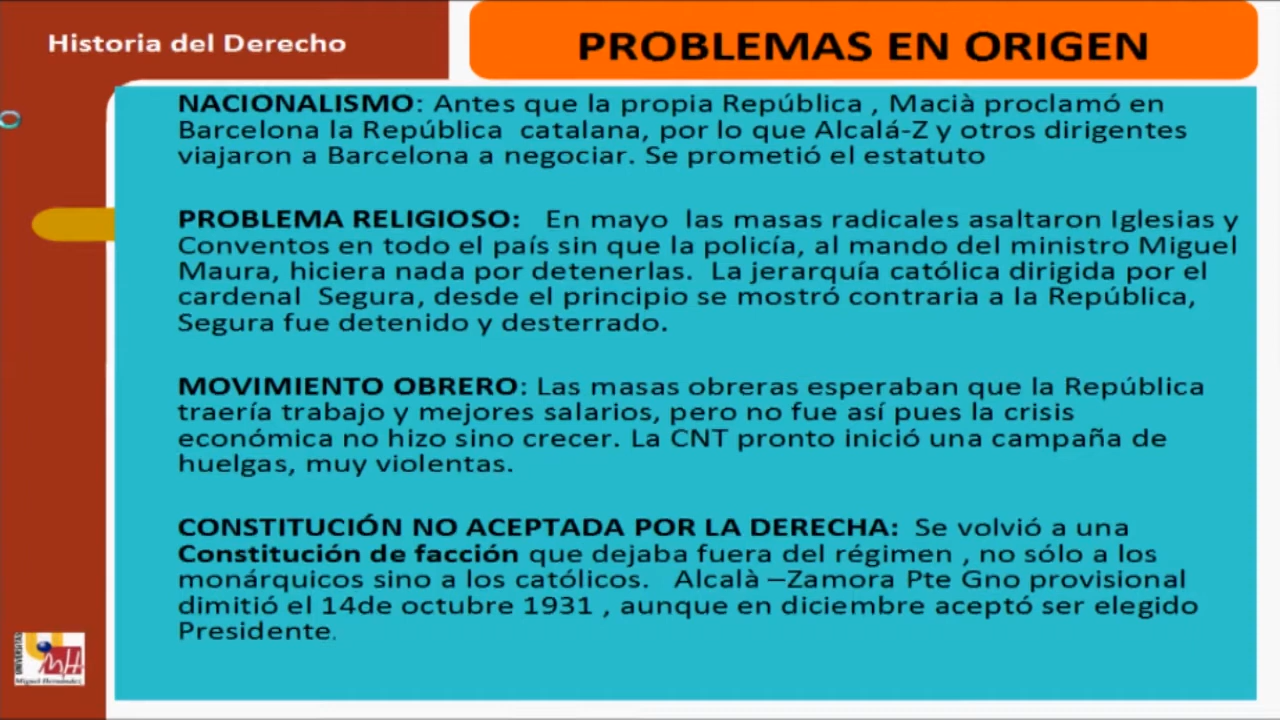 Historia del Derecho
PROBLEMAS EN ORIGEN
NACIONALISMO: Antes que la propia República , Macià proclamó en
Barcelona la República catalana, por lo que Alcalá-Z y otros dirigentes
viajaron a Barcelona a negociar. Se prometió el estatuto
PROBLEMA RELIGIOSO: En mayo las masas radicales asaltaron Iglesias y
Conventos en todo el país sin que la policía, al mando del ministro Miguel
Maura, hiciera nada por detenerlas. La jerarquía católica dirigida por el
cardenal Segura, desde el principio se mostró contraria a la República,
Segura fue detenido y desterrado.
MOVIMIENTO OBRERO: Las masas obreras esperaban que la República
traería trabajo y mejores salarios, pero no fue así pues la crisis
económica no hizo sino crecer. La CNT pronto inició una campaña de
huelgas, muy violentas.
CONSTITUCIÓN NO ACEPTADA POR LA DERECHA: Se volvió a una
Constitución de facción que dejaba fuera del régimen , no sólo a los
monárquicos sino a los católicos. Alcalà –Zamora Pte Gno provisional
dimitió el 14de octubre 1931 , aunque en diciembre aceptó ser elegido
Presidente.
UNIVERSITAS
MH
Miguel Hernández